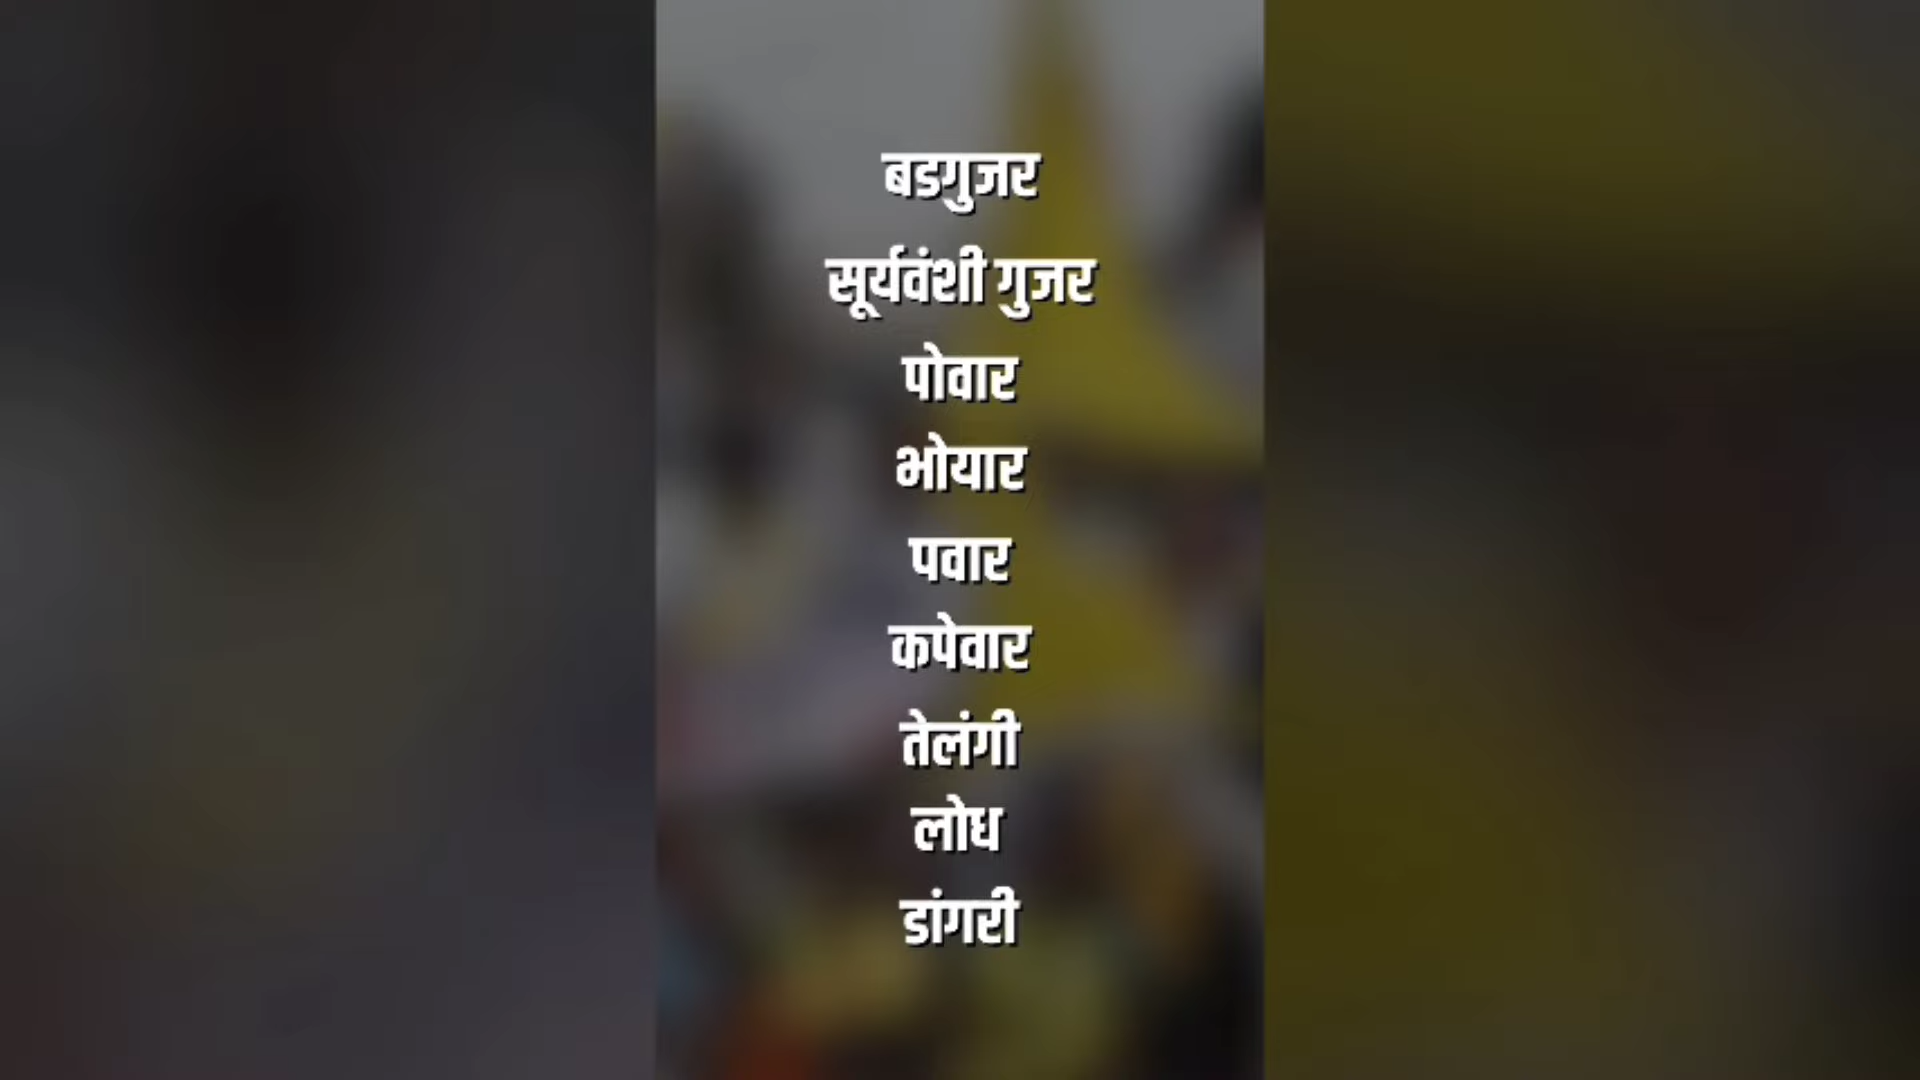 बडगुजर
सूर्यवंशी गुजर
पोवार
भोयार
पवार
कपेवार
तेलंगी
लोध
डांगरी